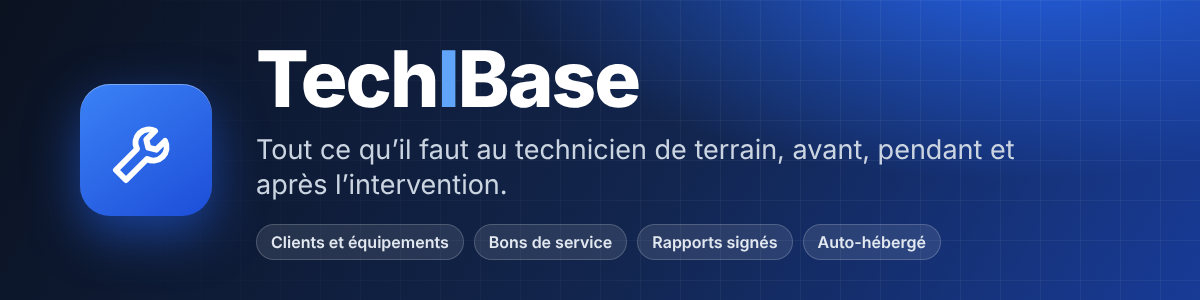 TechIBase
Tout ce qu’il faut au technicien de terrain, avant, pendant et
après l’intervention.
Clients et équipements
Bons de service
Rapports signés
Auto-hébergé